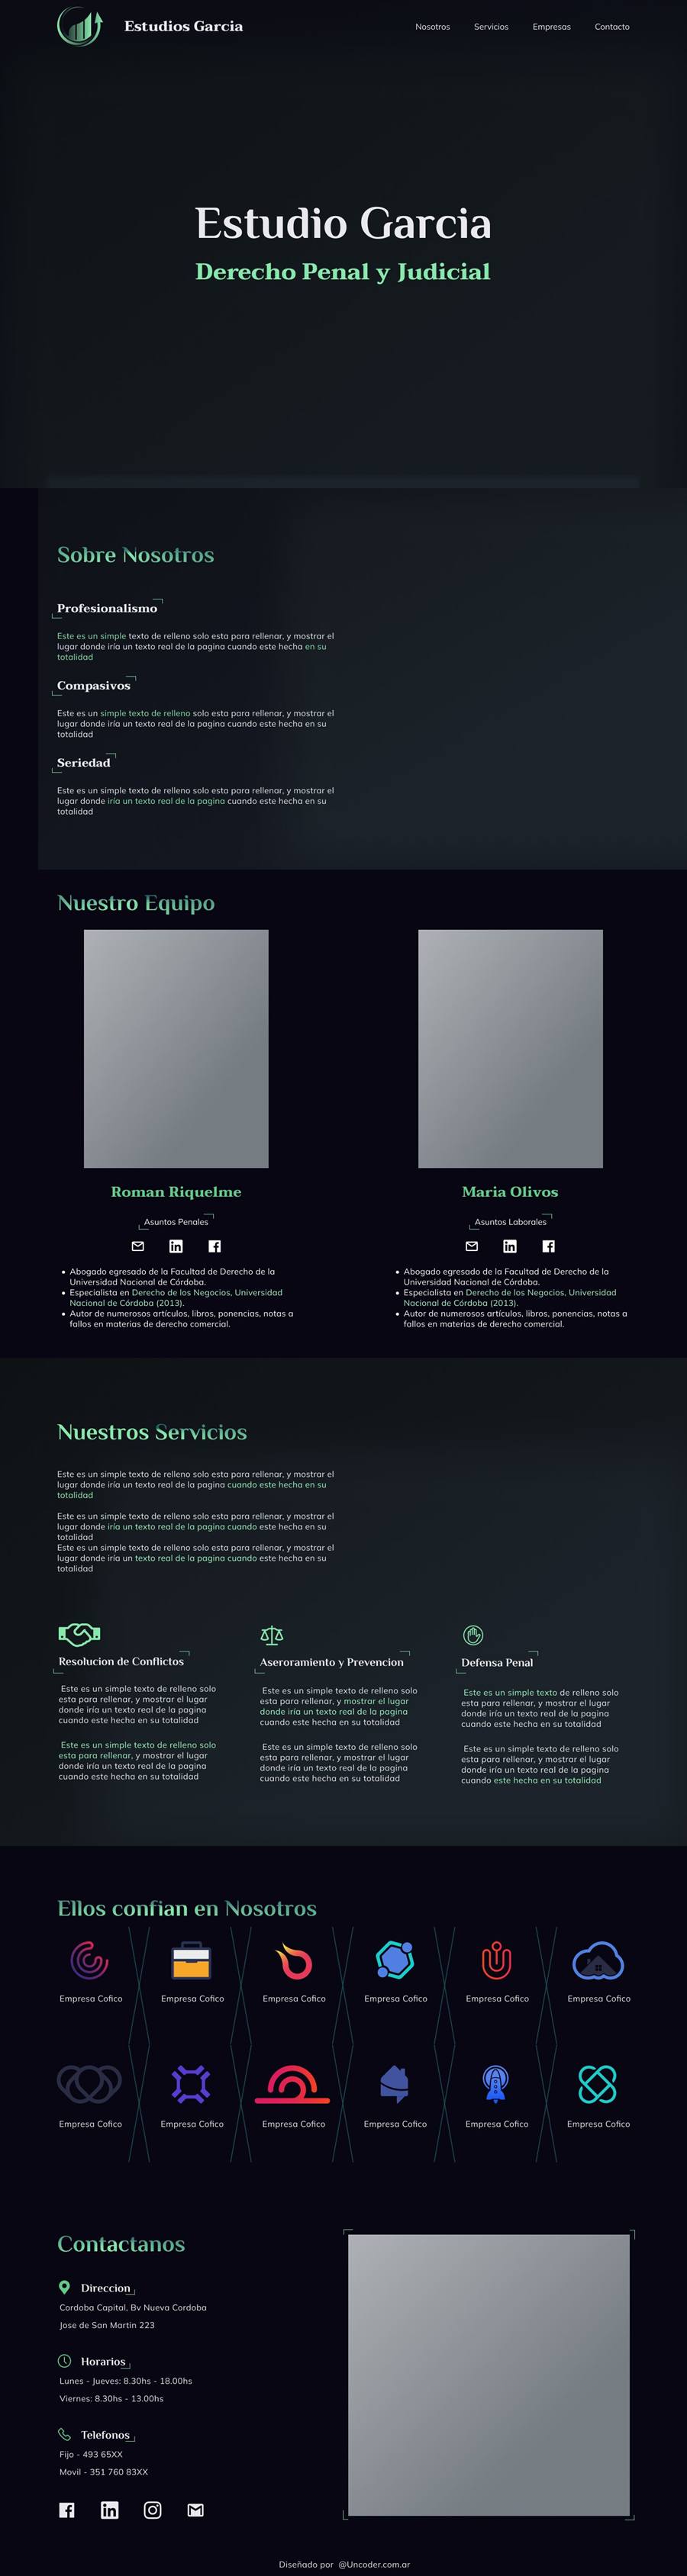 Estudios Garcia
Nosotros
Servicios
Empresas
Contacto
Estudio Garcia
Derecho Penal y Judicial
Sobre Nosotros
Profesionalismo
Este es un simple texto de relleno solo esta para rellenar, y mostrar el
lugar donde iría un texto real de la pagina cuando este hecha en su
totalidad
Compasivos
Este es un simple texto de relleno solo esta para rellenar, y mostrar el
lugar donde iría un texto real de la pagina cuando este hecha en su
totalidad
Seriedad
Este es un simple texto de relleno solo esta para rellenar, y mostrar el
lugar donde iría un texto real de la pagina cuando este hecha en su
totalidad
Nuestro Equipo
Roman Riquelme
Asuntos Penales
• Abogado egresado de la Facultad de Derecho de la
Universidad Nacional de Córdoba.
• Especialista en Derecho de los Negocios, Universidad
Nacional de Córdoba (2013).
• Autor de numerosos artículos, libros, ponencias, notas a
fallos en materias de derecho comercial.
Maria Olivos
Asuntos Laborales
• Abogado egresado de la Facultad de Derecho de la
Universidad Nacional de Córdoba.
• Especialista en Derecho de los Negocios, Universidad
Nacional de Córdoba (2013).
• Autor de numerosos artículos, libros, ponencias, notas a
fallos en materias de derecho comercial.
Nuestros Servicios
Este es un simple texto de relleno solo esta para rellenar, y mostrar el
lugar donde iría un texto real de la pagina cuando este hecha en su
totalidad
Este es un simple texto de relleno solo esta para rellenar, y mostrar el
lugar donde iría un texto real de la pagina cuando este hecha en su
totalidad
Este es un simple texto de relleno solo esta para rellenar, y mostrar el
lugar donde iría un texto real de la pagina cuando este hecha en su
totalidad
Resolucion de Conflictos
Este es un simple texto de relleno solo
esta para rellenar, y mostrar el lugar
donde iría un texto real de la pagina
cuando este hecha en su totalidad
Este es un simple texto de relleno solo
esta para rellenar, y mostrar el lugar
donde iría un texto real de la pagina
cuando este hecha en su totalidad
Aseroramiento y Prevencion
Este es un simple texto de relleno solo
esta para rellenar, y mostrar el lugar
donde iría un texto real de la pagina
cuando este hecha en su totalidad
Este es un simple texto de relleno solo
esta para rellenar, y mostrar el lugar
donde iría un texto real de la pagina
cuando este hecha en su totalidad
Defensa Penal
Este es un simple texto de relleno solo
esta para rellenar, y mostrar el lugar
donde iría un texto real de la pagina
cuando este hecha en su totalidad
Este es un simple texto de relleno solo
esta para rellenar, y mostrar el lugar
donde iría un texto real de la pagina
cuando este hecha en su totalidad
Ellos confian en Nosotros
Empresa Cofico
Empresa Cofico
Empresa Cofico
Empresa Cofico
Empresa Cofico
Empresa Cofico
Empresa Cofico
Empresa Cofico
Empresa Cofico
Empresa Cofico
Empresa Cofico
Empresa Cofico
Contactanos
Direccion
Cordoba Capital, Bv Nueva Cordoba
Jose de San Martin 223
Horarios
Lunes - Jueves: 8.30hs - 18.00hs
Viernes: 8.30hs - 13.00hs
Telefonos
Fijo - 493 65XX
Movil - 351 760 83XX
Diseñado por @Uncoder.com.ar